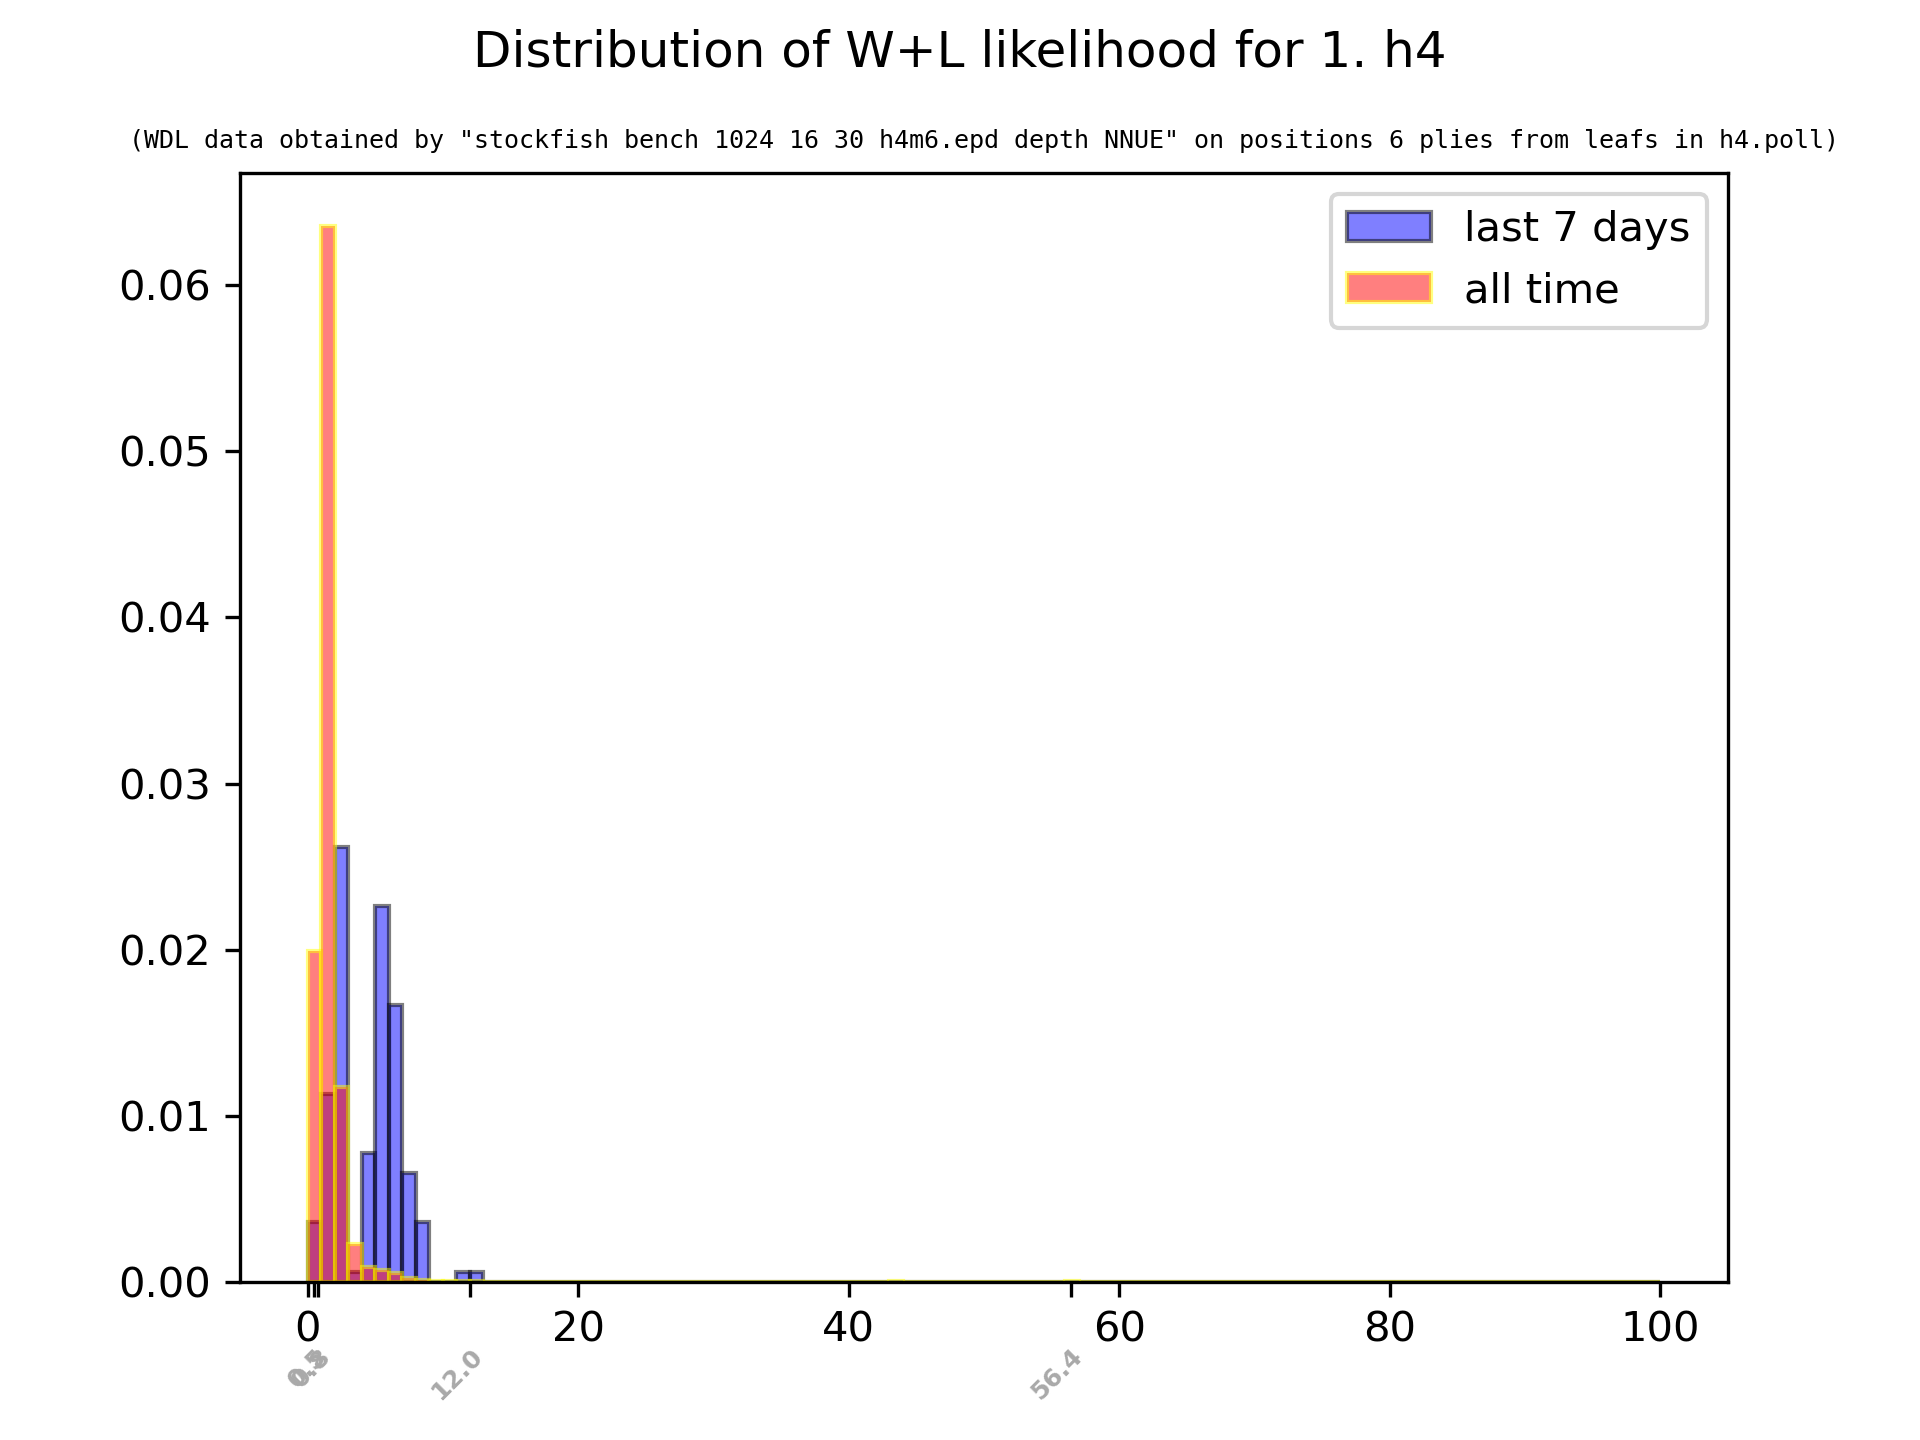 Distribution of W+L likelihood for 1. h4
(WDL data obtained by "stockfish bench 1024 16 30 h4m6.epd depth NNUE" on positions 6 plies from leafs in h4.poll)
last 7 days
all time
0.06
0.05
0.04
0.03
0.02
0.01
0.00
0 20 40 60 80 100
12.0 56.4